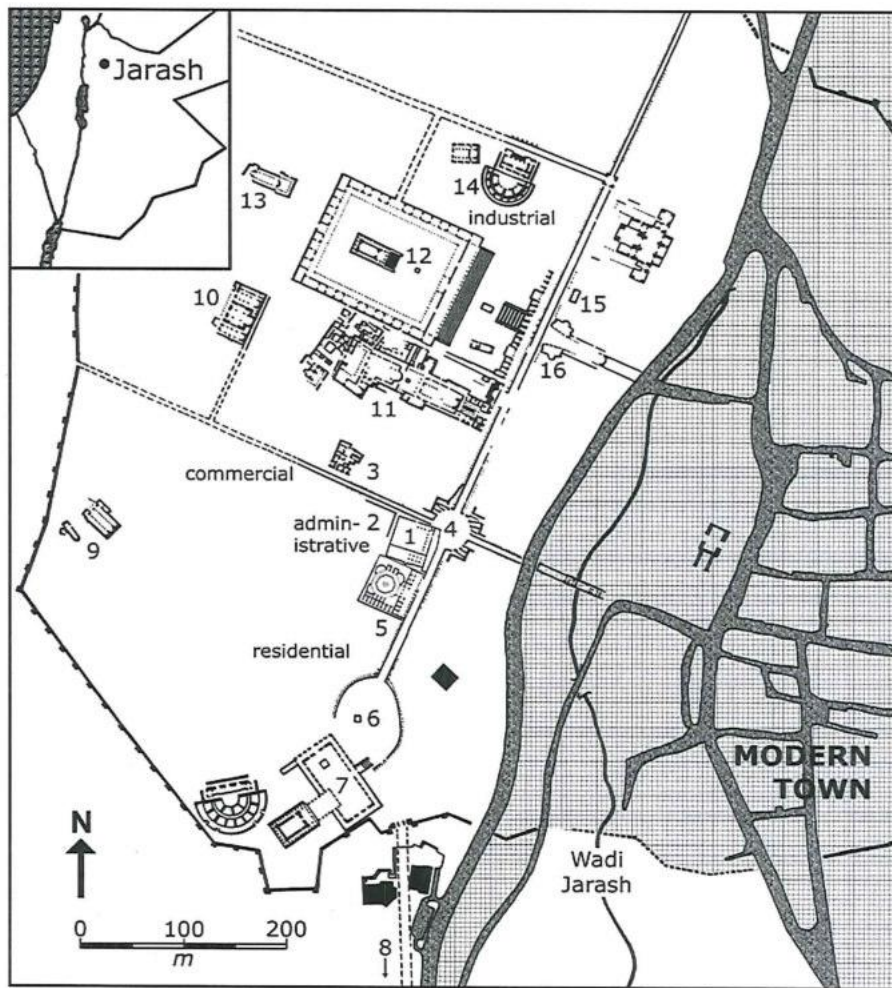 Jarash
13
14
industrial
12
10
15
16
11
3
commercial
admin-
istrative
2
1
4
9
5
residential
6
7
MODERN
TOWN
N
Wadi
Jarash
0 100 200
m
8